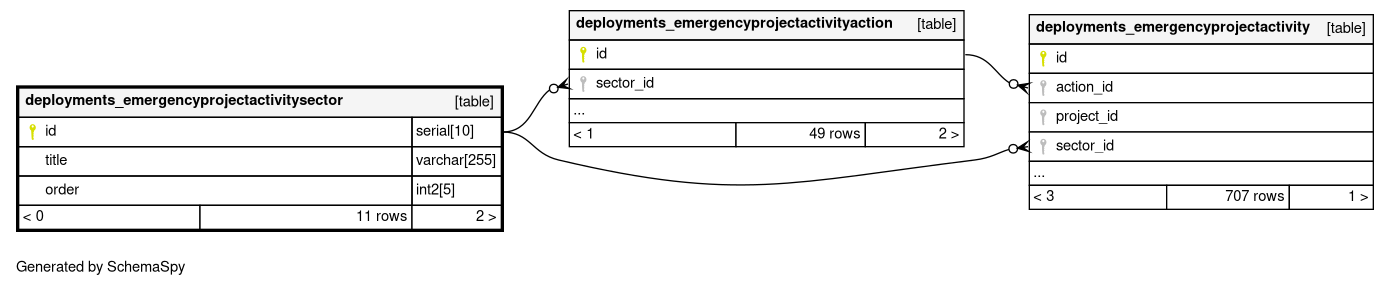 deployments_emergencyprojectactivitysector [table]
id serial[10]
title varchar[255]
order int2[5]
< 0 11 rows 2 >
deployments_emergencyprojectactivityaction [table]
id
sector_id
...
< 1 49 rows 2 >
deployments_emergencyprojectactivity [table]
id
action_id
project_id
sector_id
...
< 3 707 rows 1 >
Generated by SchemaSpy